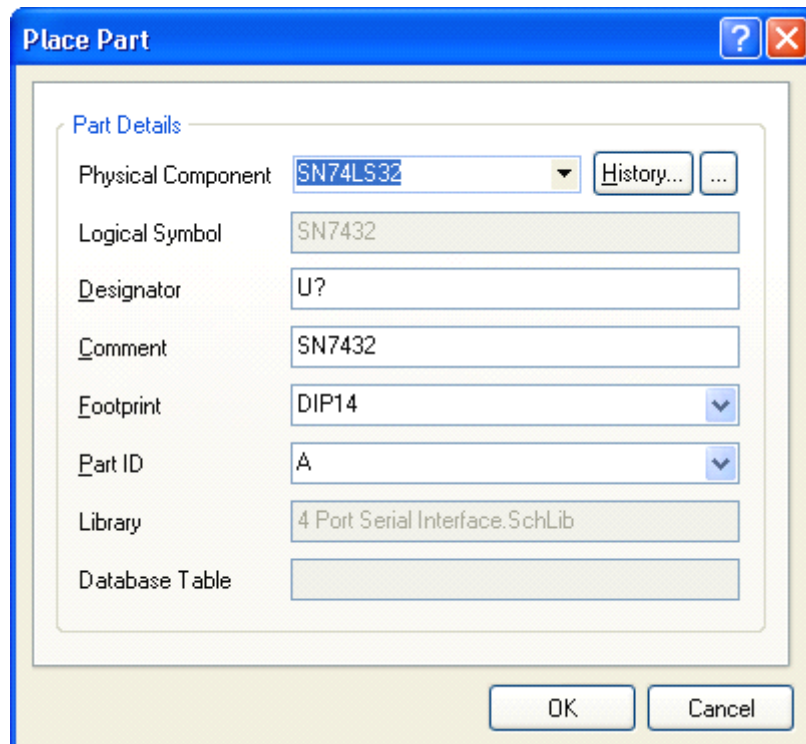 Place Part
?
Part Details
Physical Component SN74LS32 History... ...
Logical Symbol SN7432
Designator U?
Comment SN7432
Footprint DIP14
Part ID A
Library 4 Port Serial Interface.SchLib
Database Table
OK Cancel